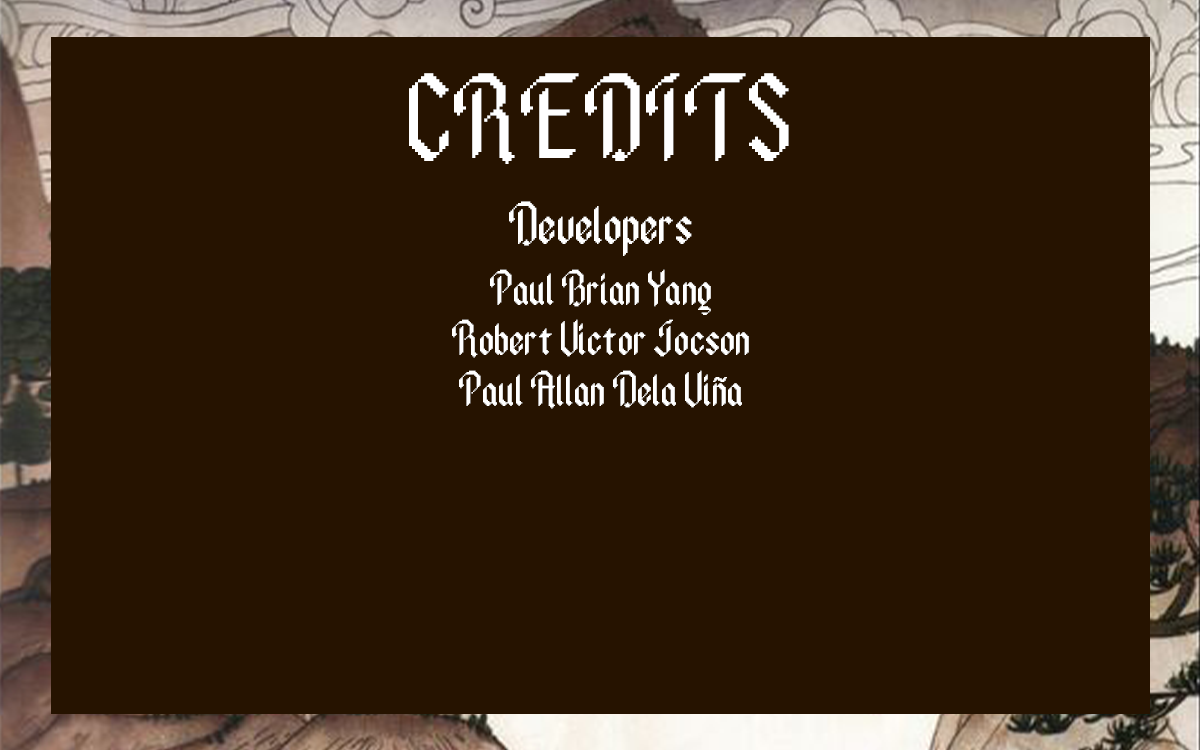 CREDITS
Developers
Paul Brian Yang
Robert Victor Jocson
Paul Allan Dela Viña